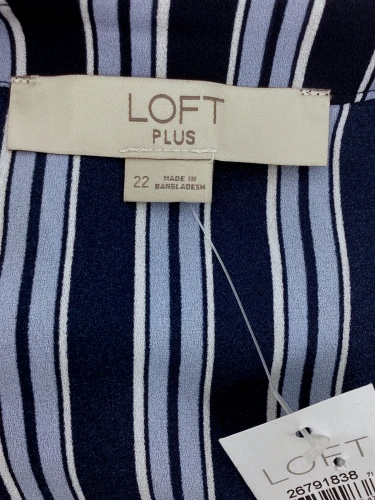 LOFT
PLUS
22
MADE IN
BANGLADESH
LOFT
26791838